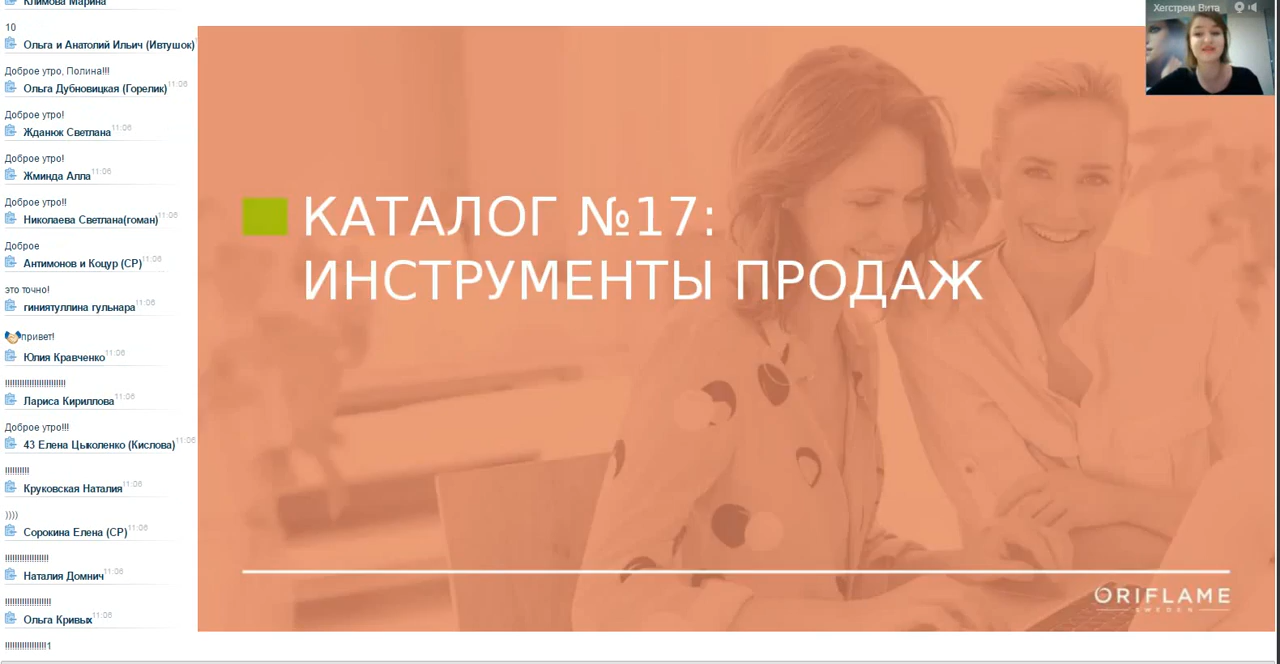 Климова Марина
10
Ольга и Анатолий Ильич (Ивтушок)
Доброе утро, Полина!!!
Ольга Дубновицкая (Горелик) 11:06
Доброе утро!
Жданюк Светлана 11:06
Доброе утро!
Жминда Алла 11:06
Доброе утро!!
Николаева Светлана(гоман) 11:06
Доброе
Антимонов и Коцур (СР) 11:06
это точно!
гиниятуллина гульнара 11:06
привет!
Юлия Кравченко 11:06
!!!!!!!!!!!!!!!!!!!!!!!!!
Лариса Кириллова 11:06
Доброе утро!!!
43 Елена Цыколенко (Кислова) 11:06
!!!!!!!!!!
Круковская Наталия 11:06
))))
Сорокина Елена (СР) 11:06
!!!!!!!!!!!!!!!!!!
Наталия Домнич 11:06
!!!!!!!!!!!!!!!!!!!
Ольга Кривых 11:06
!!!!!!!!!!!!!!!!!1
Хегстрем Вита
КАТАЛОГ №17:
ИНСТРУМЕНТЫ ПРОДАЖ
ORIFLAME
SWEDEN